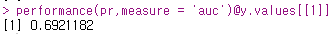 > performance(pr,measure = 'auc')@y.values[[1]]
[1] 0.6921182